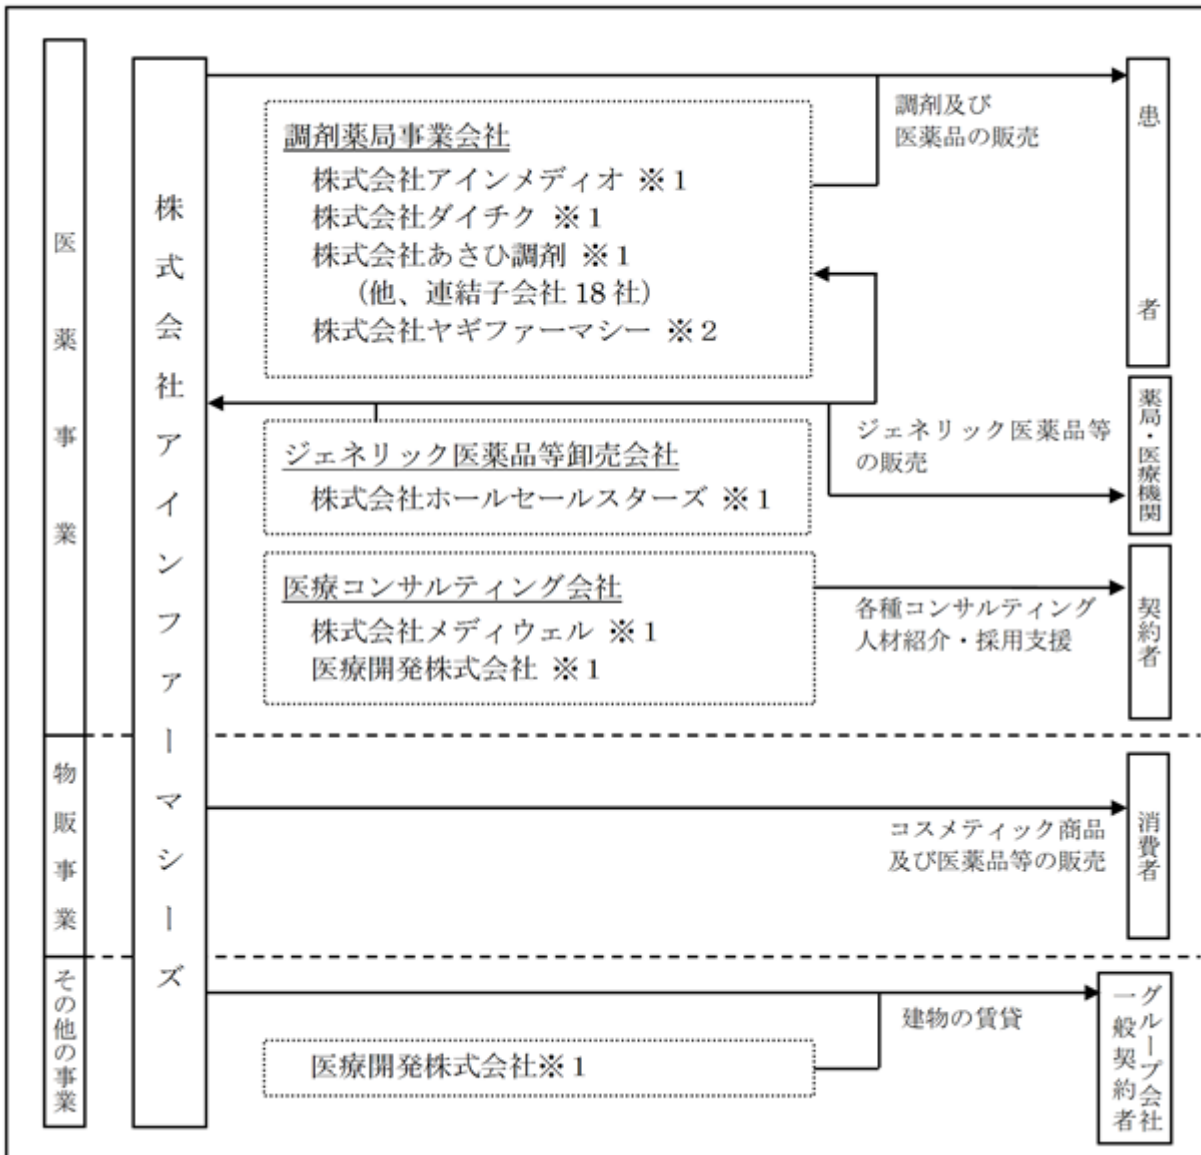 医薬事業
株式会社アインファーマシーズ
調剤薬局事業会社
株式会社アインメディオ ※1
株式会社ダイチク ※1
株式会社あさひ調剤 ※1
（他、連結子会社 18 社）
株式会社ヤギファーマシー ※2
調剤及び
医薬品の販売
患者
ジェネリック医薬品等卸売会社
株式会社ホールセールスターズ ※1
ジェネリック医薬品等
の販売
薬局・医療機関
医療コンサルティング会社
株式会社メディウェル ※1
医療開発株式会社 ※1
各種コンサルティング
人材紹介・採用支援
契約者
物販事業
コスメティック商品
及び医薬品等の販売
消費者
その他の事業
医療開発株式会社※1
建物の賃貸
グループ会社
一般契約者